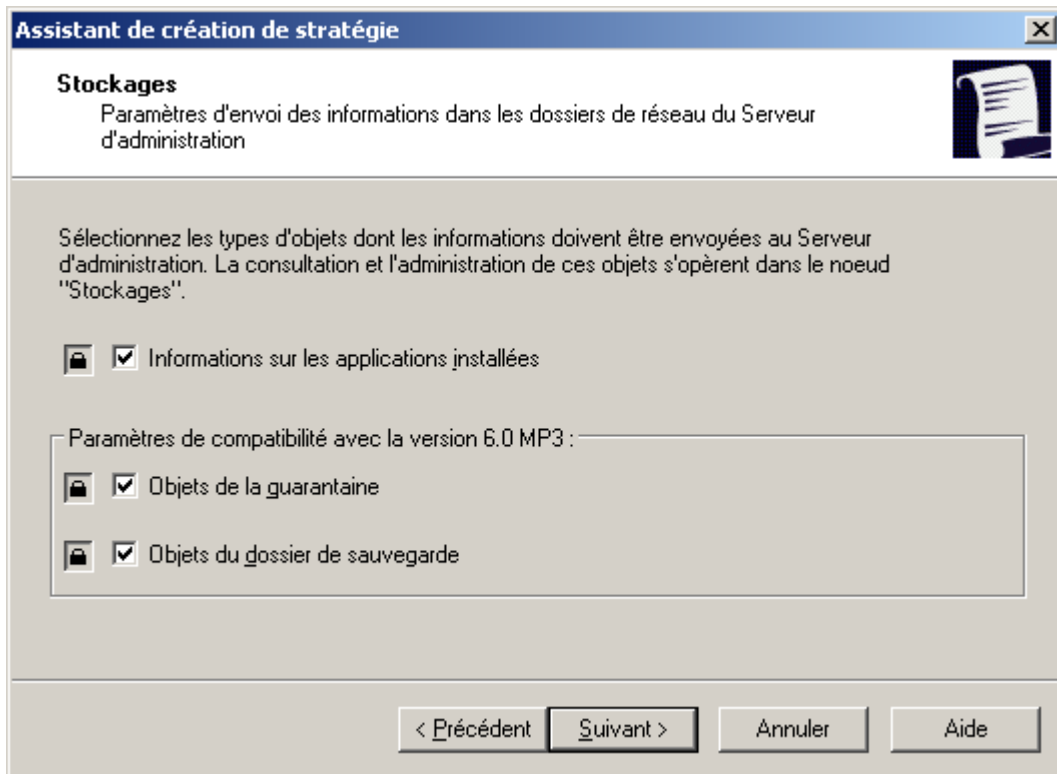 Assistant de création de stratégie
Stockages
Paramètres d'envoi des informations dans les dossiers de réseau du Serveur
d'administration
Sélectionnez les types d'objets dont les informations doivent être envoyées au Serveur
d'administration. La consultation et l'administration de ces objets s'opèrent dans le noeud
"Stockages".
Informations sur les applications installées
Paramètres de compatibilité avec la version 6.0 MP3 :
Objets de la guarantaine
Objets du dossier de sauvegarde
< Précédent Suivant > Annuler Aide